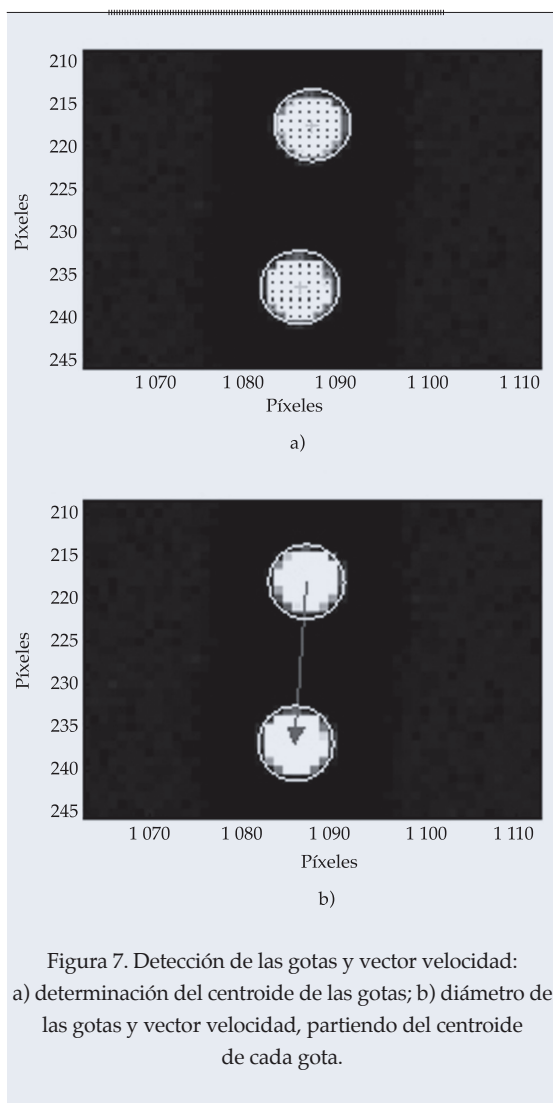 210
215
220
225
230
235
240
245
Píxeles
1 070 1 080 1 090 1 100 1 110
Píxeles
a)
210
215
220
225
230
235
240
245
Píxeles
1 070 1 080 1 090 1 100 1 110
Píxeles
b)
Figura 7. Detección de las gotas y vector velocidad:
a) determinación del centroide de las gotas; b) diámetro de
las gotas y vector velocidad, partiendo del centroide
de cada gota.